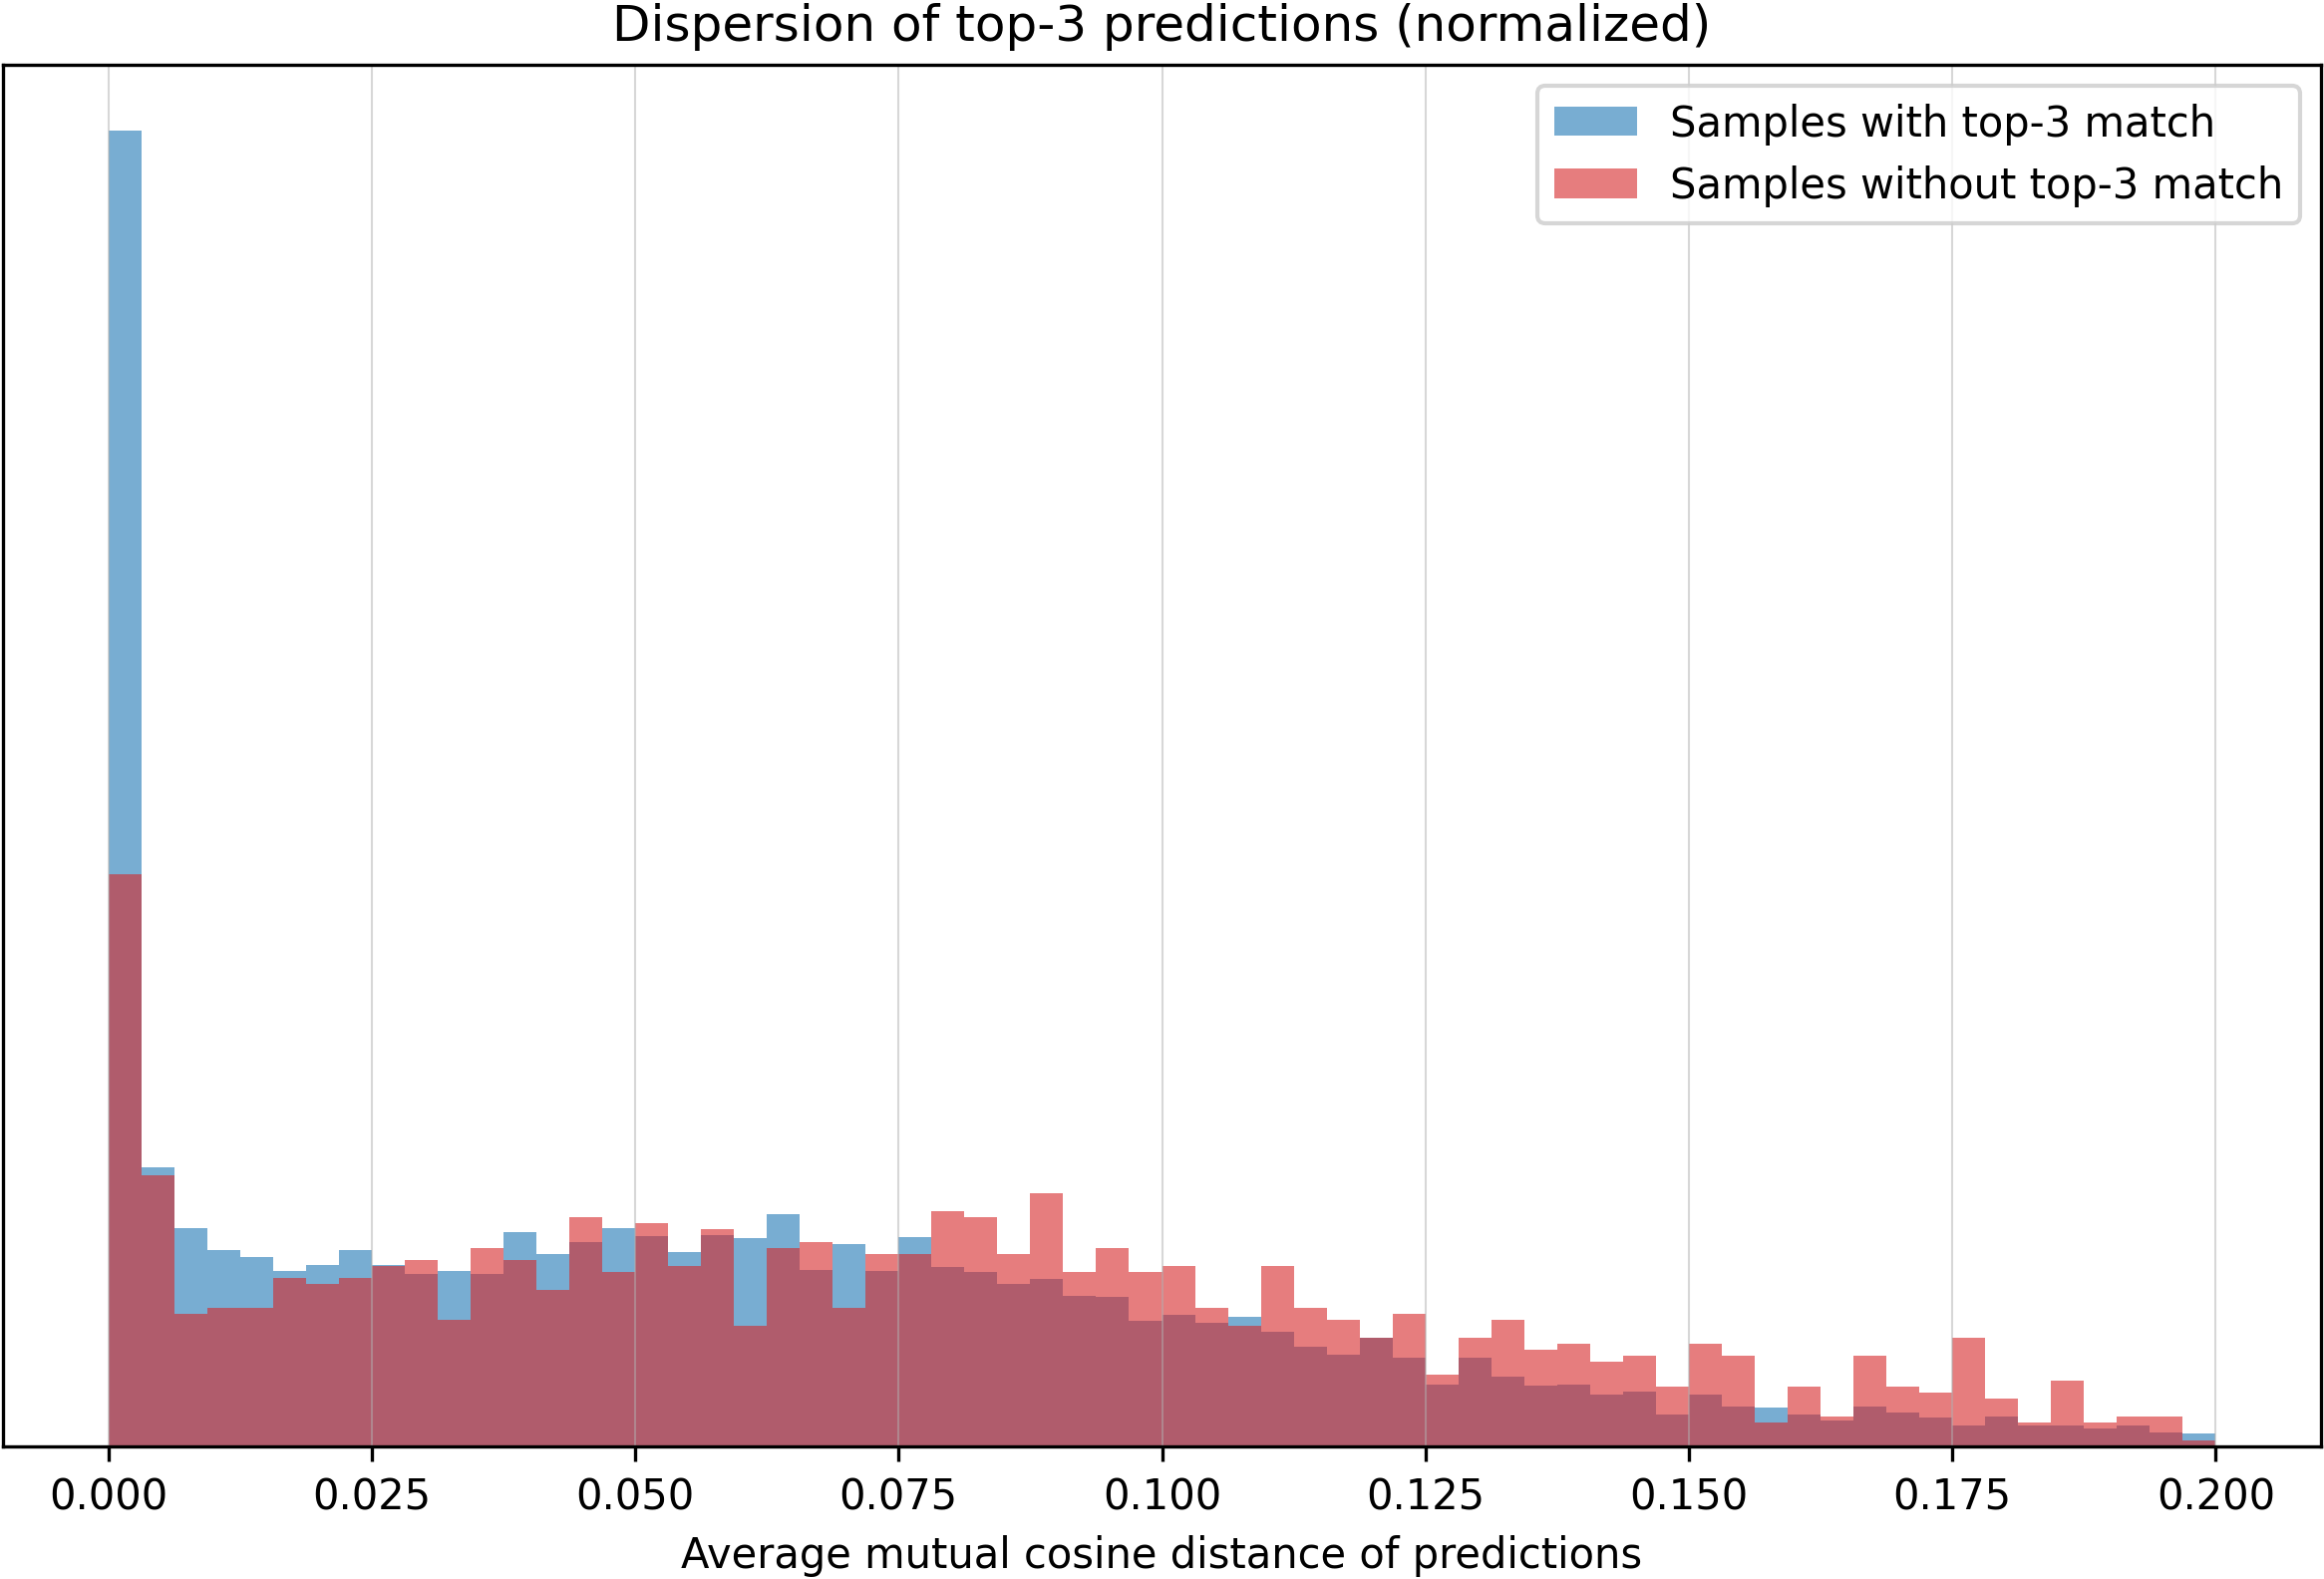 Dispersion of top-3 predictions (normalized)
Samples with top-3 match
Samples without top-3 match
0.000 0.025 0.050 0.075 0.100 0.125 0.150 0.175 0.200
Average mutual cosine distance of predictions